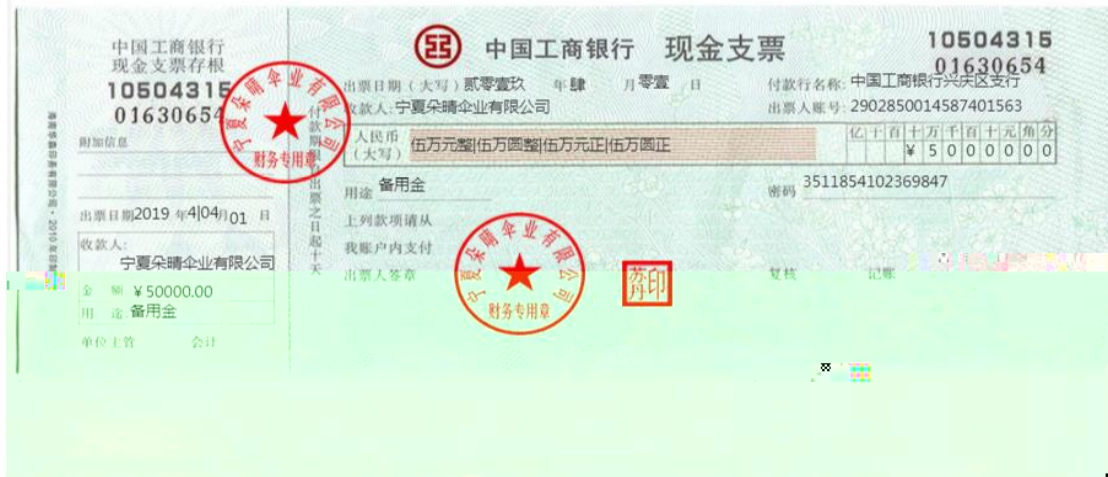 中国工商银行
现金支票存根
10504315
01630654
附加信息
出票日期2019 年4|04月01 日
收款人:
宁夏朵晴伞业有限公司
金 额 ¥50000.00
用 途 备用金
单位主管 会计
付款期限自出票之日起十天
中国工商银行 现金支票
10504315
01630654
出票日期(大写)贰零壹玖 年肆 月零壹 日
付款行名称: 中国工商银行兴庆区支行
收款人:宁夏朵晴伞业有限公司
出票人账号: 2902850014587401563
人民币
(大写)
伍万元整|伍万圆整|伍万元正|伍万圆正
亿千百十万千百十元角分
¥5000000
用途 备用金
密码 3511854102369847
上列款项请从
我账户内支付
出票人签章
复核 记账
宁夏朵晴伞业有限公司
财务专用章
宁夏朵晴伞业有限公司
财务专用章
苏丹印